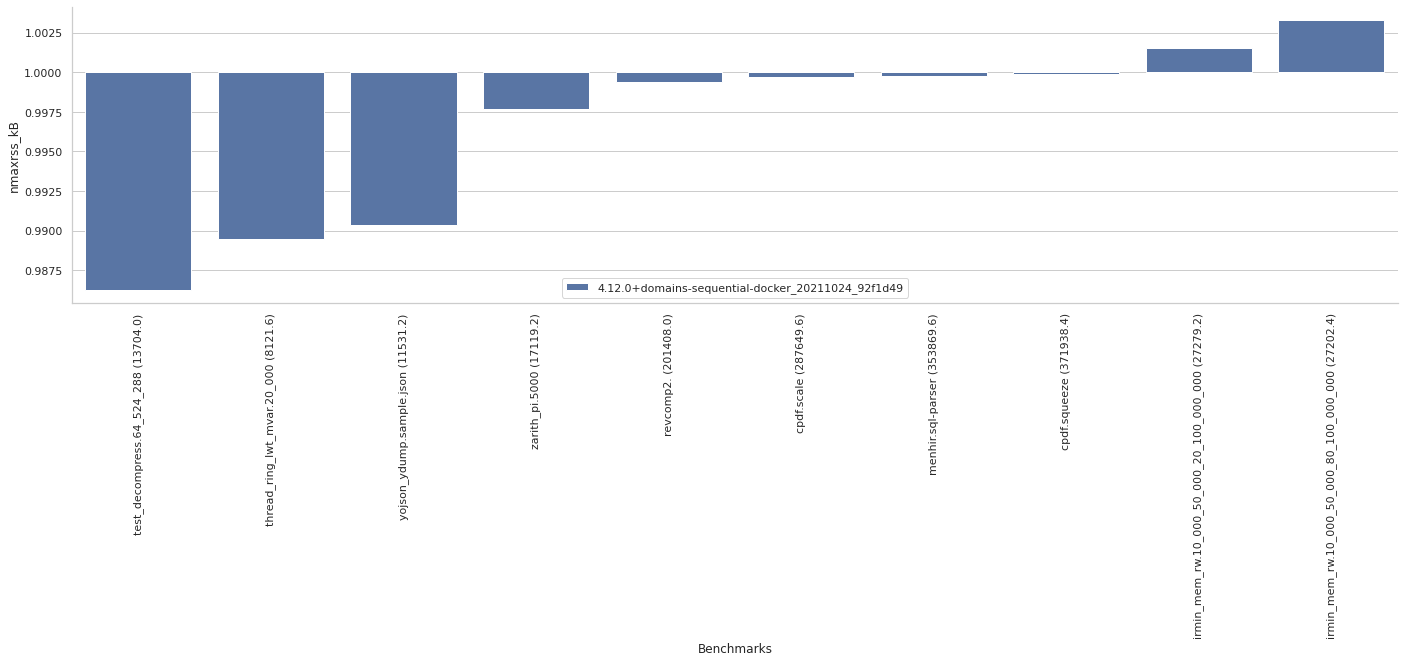 nmaxrss_kB
1.0025
1.0000
0.9975
0.9950
0.9925
0.9900
0.9875
4.12.0+domains-sequential-docker_20211024_92f1d49
test_decompress.64_524_288 (13704.0)
thread_ring_lwt_mvar.20_000 (8121.6)
yojson_ydump.sample.json (11531.2)
zarith_pi.5000 (17119.2)
revcomp2. (201408.0)
cpdf.scale (287649.6)
menhir.sql-parser (353869.6)
cpdf.squeeze (371938.4)
irmin_mem_rw.10_000_50_000_20_100_000_000 (27279.2)
irmin_mem_rw.10_000_50_000_80_100_000_000 (27202.4)
Benchmarks